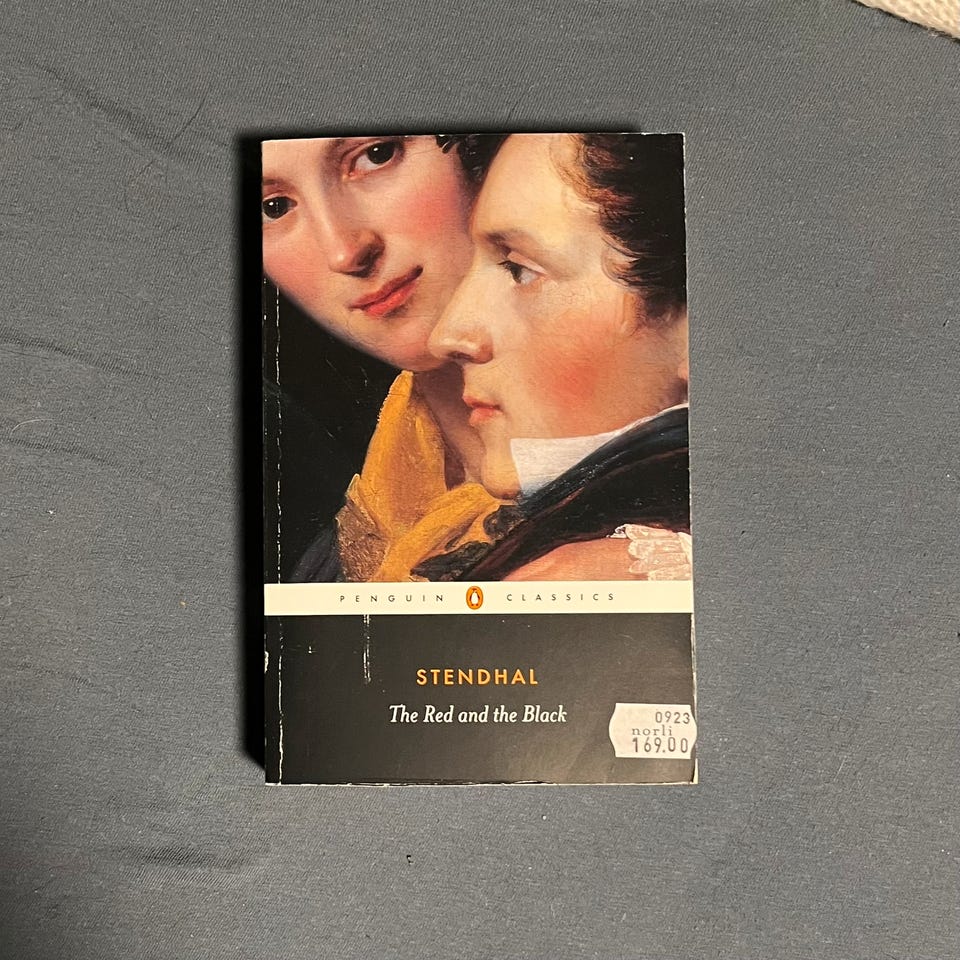 PENGUIN CLASSICS
STENDHAL
The Red and the Black
0923
norli
169.00